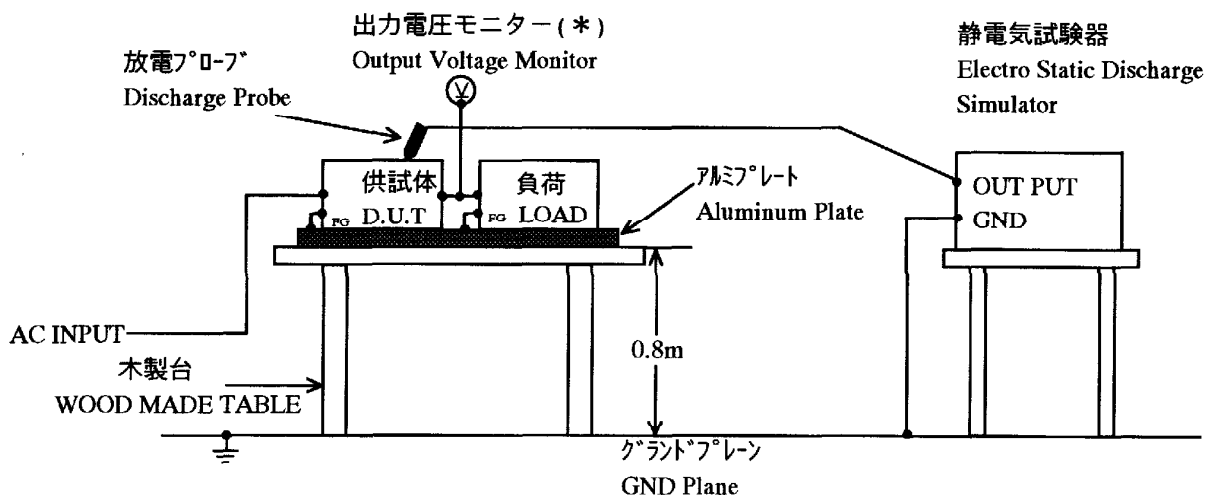 出力電圧モニター(*)
Output Voltage Monitor
放電プローブ
Discharge Probe
静電気試験器
Electro Static Discharge
Simulator
V
供試体
FG D.U.T
負荷
FG LOAD
アルミプレート
Aluminum Plate
OUT PUT
GND
AC INPUT
0.8m
木製台
WOOD MADE TABLE
グランドプレーン
GND Plane